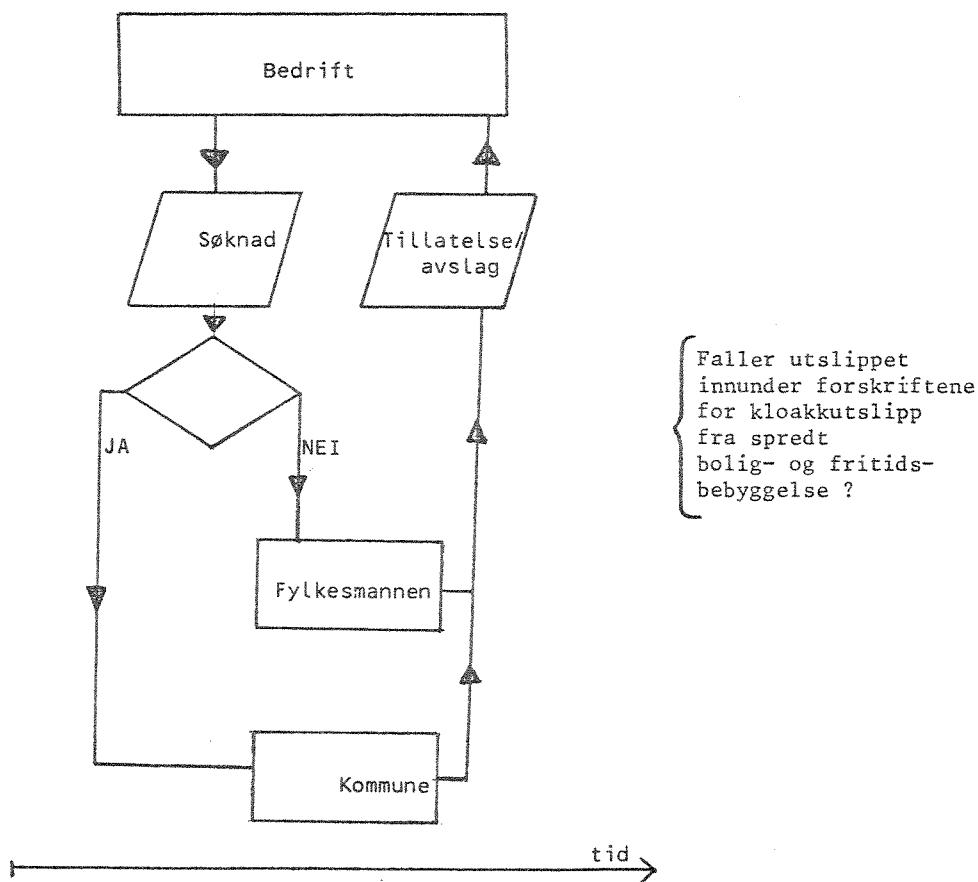 Bedrift
Søknad
Tillatelse/
avslag
Faller utslippet
innunder forskriftene
for kloakkutslipp
fra spredt
bolig- og fritids-
bebyggelse ?
JA
NEI
Fylkesmannen
Kommune
tid